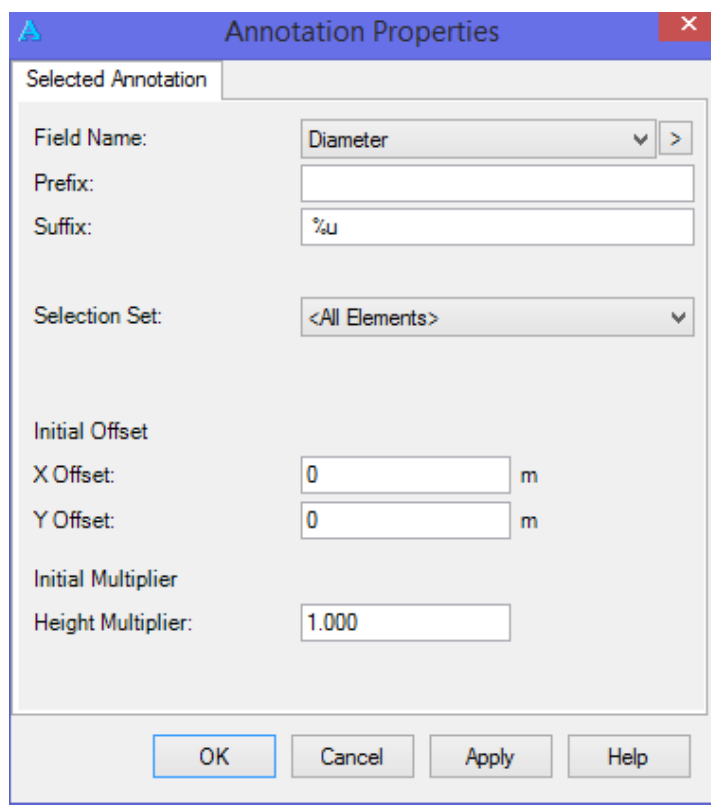 Annotation Properties
Selected Annotation
Field Name: Diameter >
Prefix:
Suffix: %u
Selection Set: <All Elements>
Initial Offset
X Offset: 0 m
Y Offset: 0 m
Initial Multiplier
Height Multiplier: 1.000
OK Cancel Apply Help